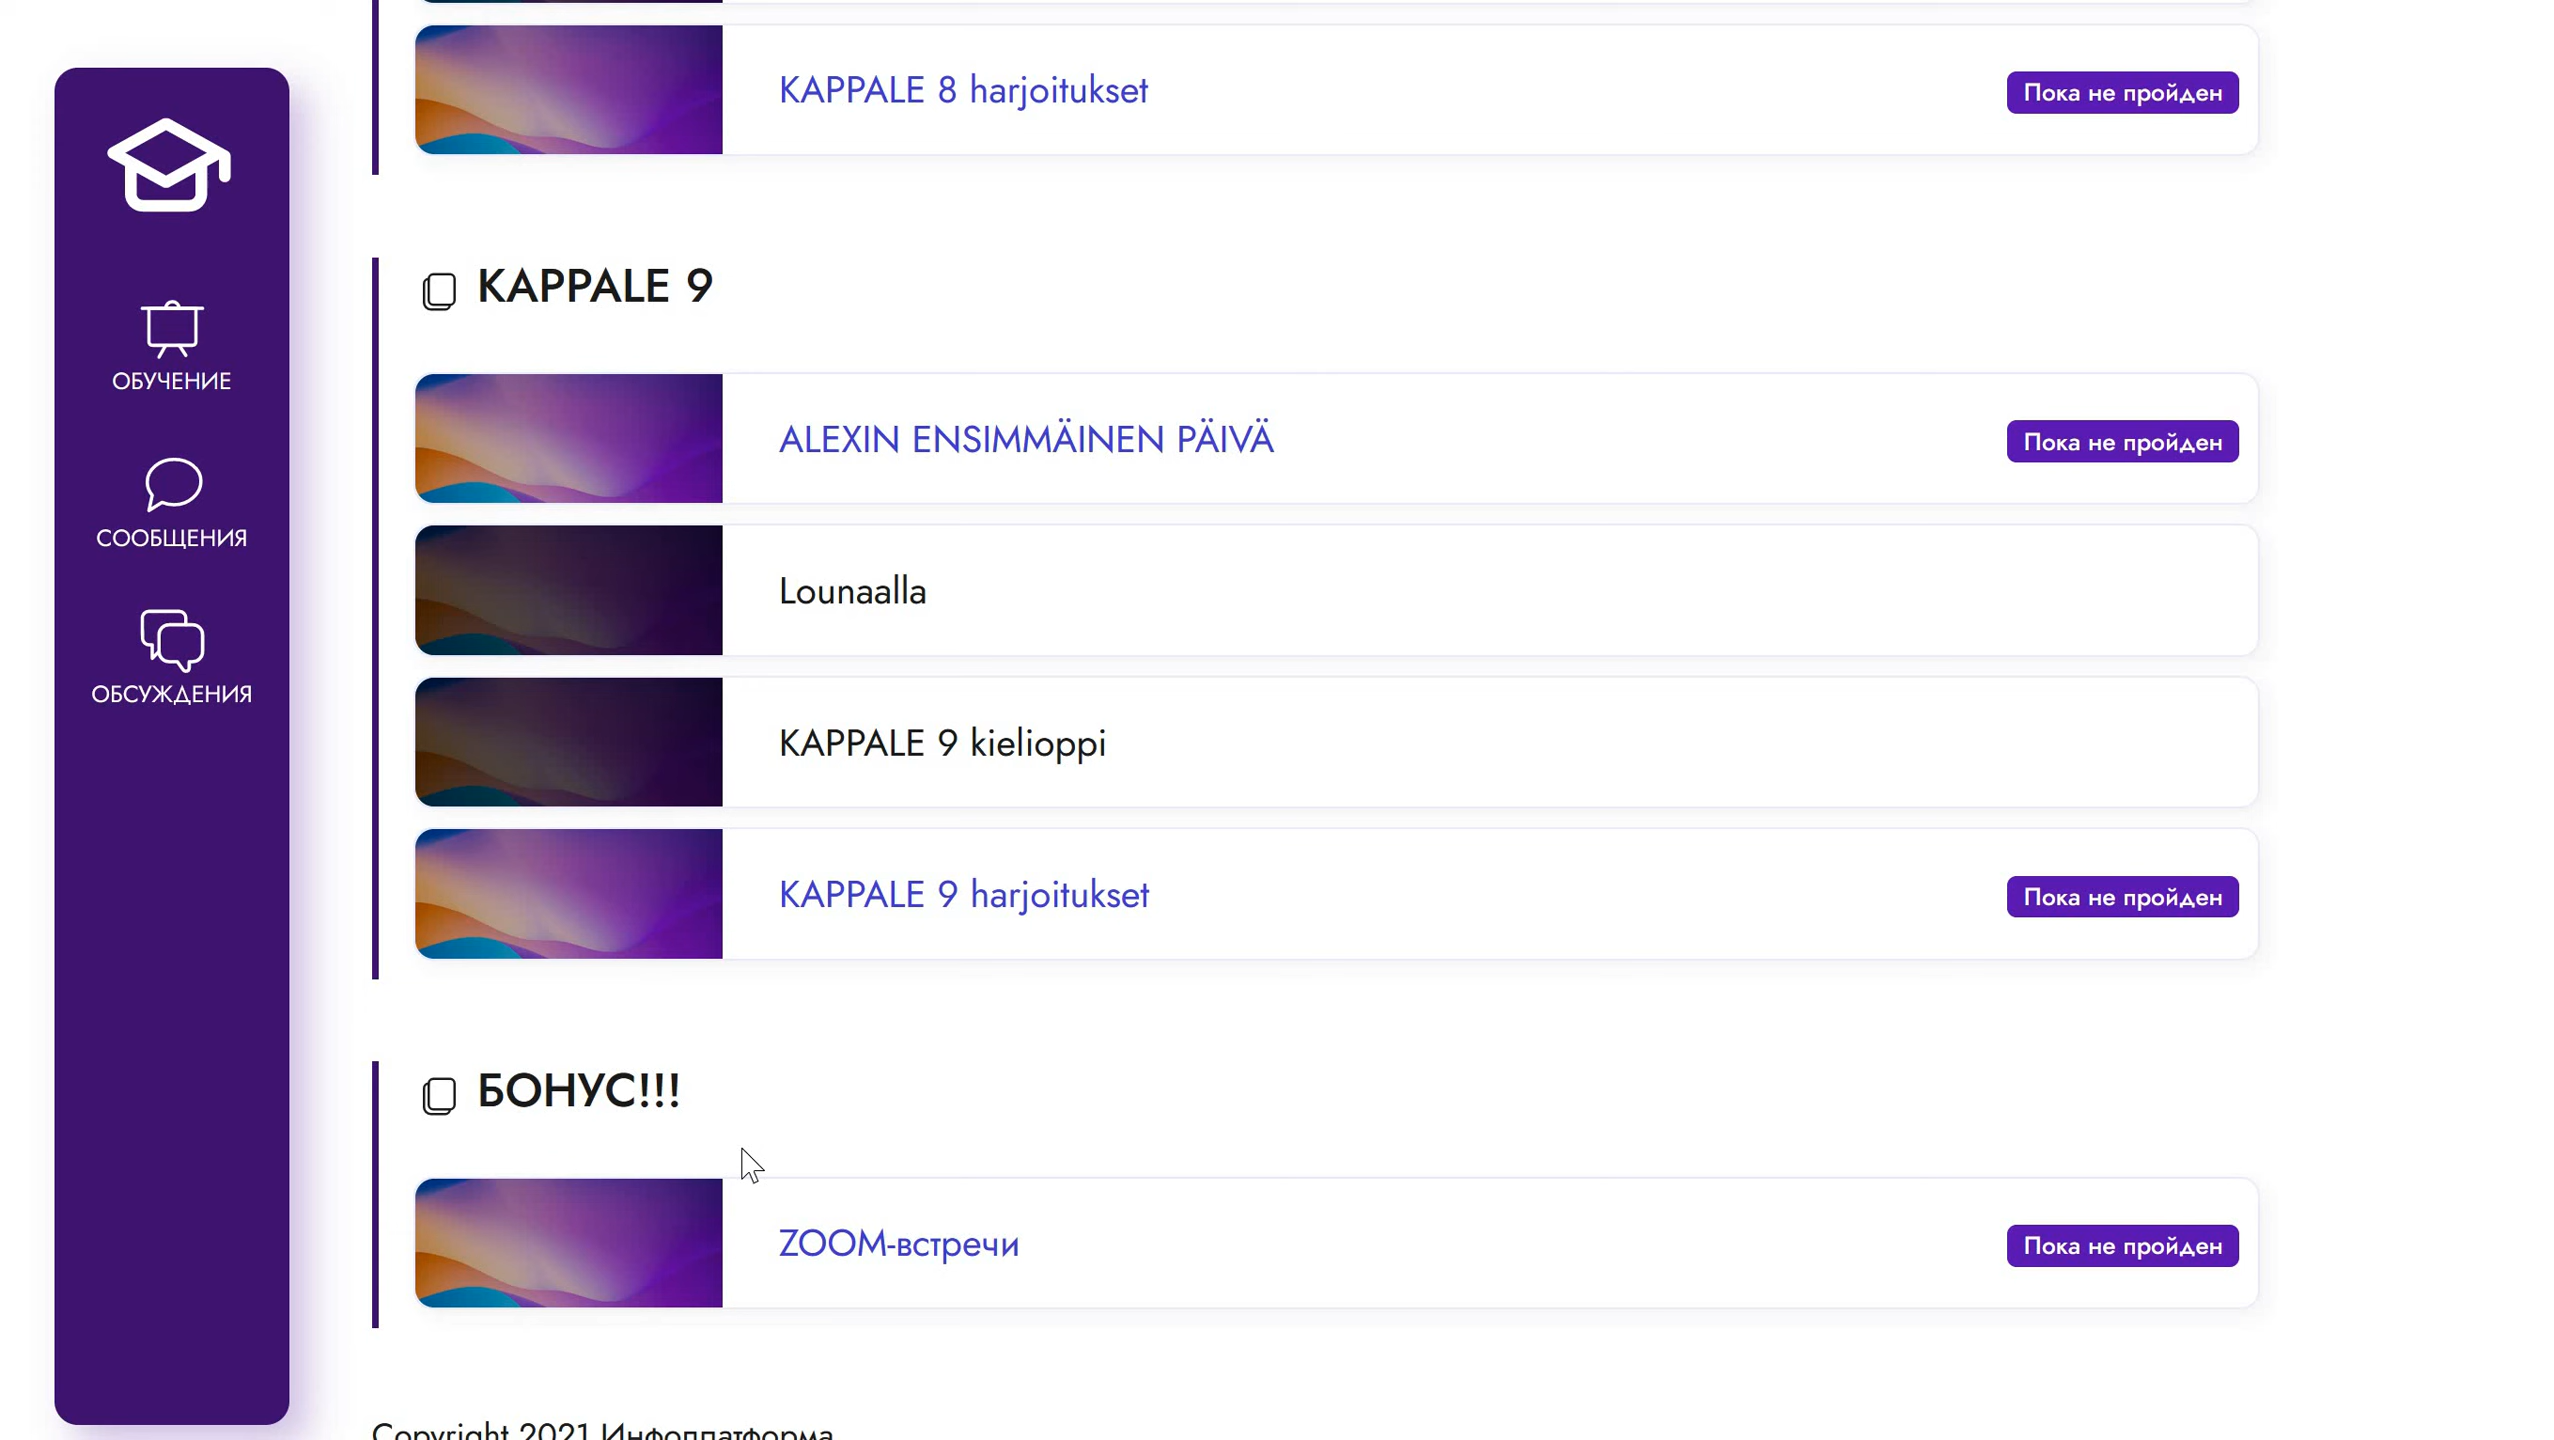 KAPPALE 8 harjoitukset
Пока не пройден
ОБУЧЕНИЕ
СООБЩЕНИЯ
ОБСУЖДЕНИЯ
KAPPALE 9
ALEXIN ENSIMMÄINEN PÄIVÄ
Пока не пройден
Lounaalla
KAPPALE 9 kielioppi
KAPPALE 9 harjoitukset
Пока не пройден
БОНУС!!!
ZOOM-встречи
Пока не пройден
Copyright 2021 Инфоплатформа